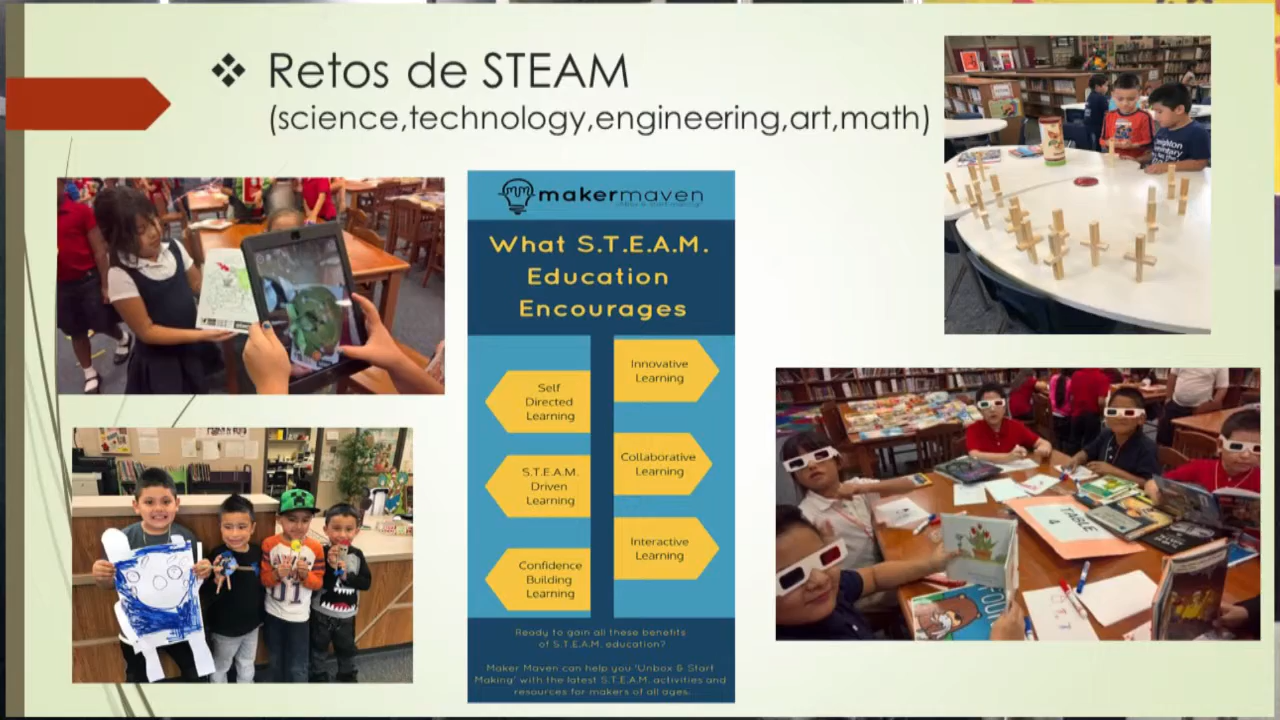 ❖ Retos de STEAM
(science,technology,engineering,art,math)
makermaven
What S.T.E.A.M.
Education
Encourages
Innovative
Learning
Self
Directed
Learning
Collaborative
Learning
S.T.E.A.M.
Driven
Learning
Interactive
Learning
Confidence
Building
Learning
Ready to gain all these benefits
of S.T.E.A.M. education?
Maker Maven can help you 'Unbox & Start
Making' with the latest S.T.E.A.M. activities and
resources for makers of all ages.
TABLE
4